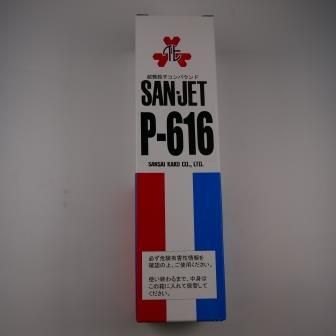 超微粒子コンパウンド
SAN-JET
P-616
SANSAI KAKO CO., LTD.
必ず危険有害性情報を
確認の上、ご使用ください。
使い終わるまで、中身は
この箱に入れて保管して
ください。